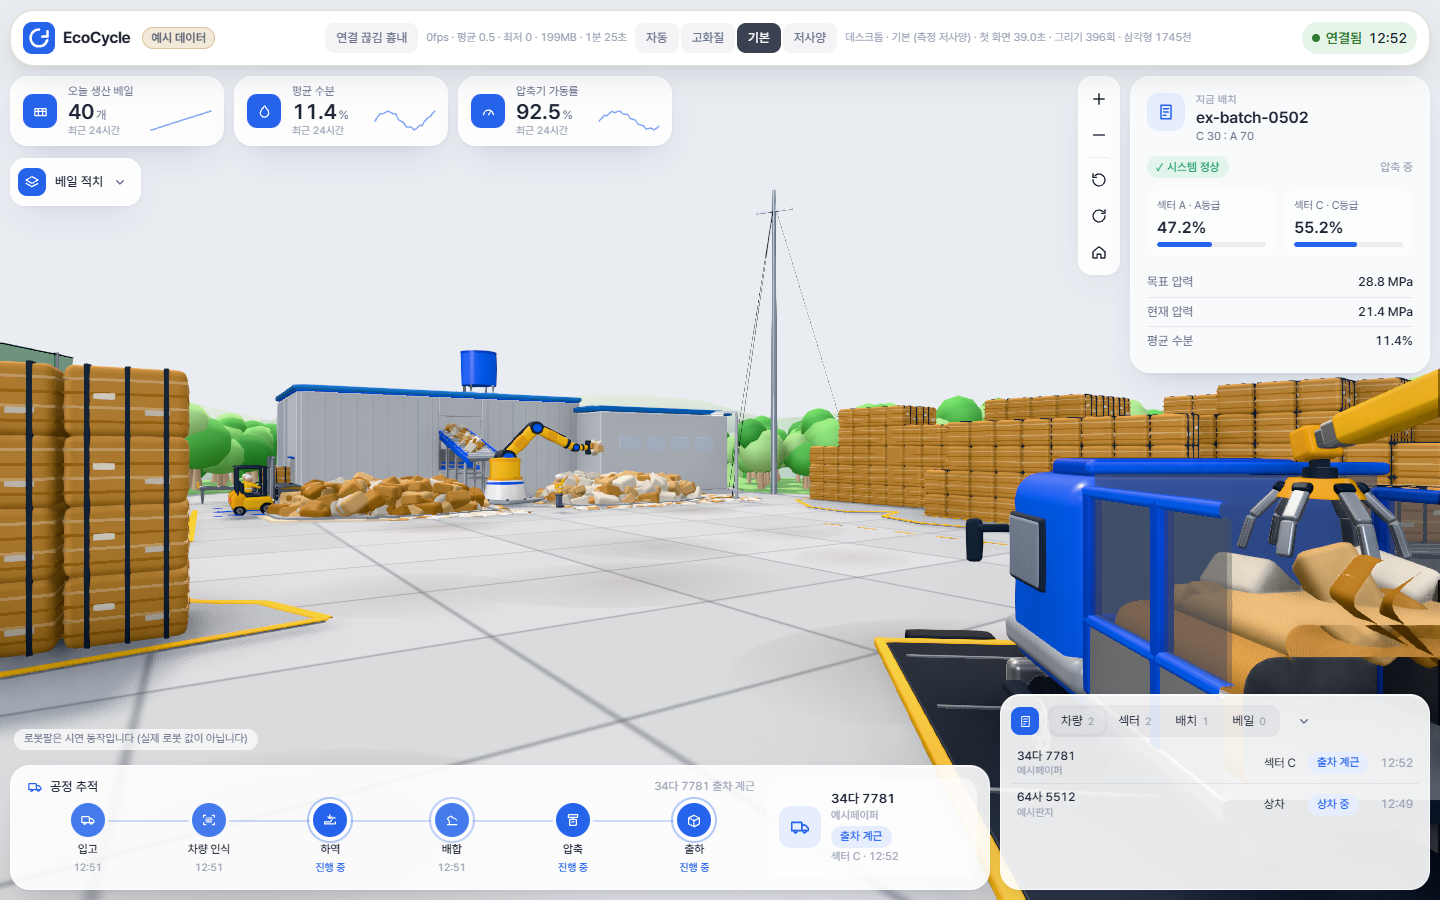 EcoCycle
예시 데이터
연결 끊김 흉내
0fps · 평균 0.5 · 최저 0 · 199MB · 1분 25초
자동
고화질
기본
저사양
데스크톱 · 기본 (측정 저사양) · 첫 화면 39.0초 · 그리기 396회 · 삼각형 1745천
연결됨 12:52
오늘 생산 베일
40개
최근 24시간
평균 수분
11.4%
최근 24시간
압축기 가동률
92.5%
최근 24시간
베일 적치
지금 배치
ex-batch-0502
C 30 : A 70
✓ 시스템 정상
압축 중
섹터 A · A등급
47.2%
섹터 C · C등급
55.2%
목표 압력 28.8 MPa
현재 압력 21.4 MPa
평균 수분 11.4%
로봇팔은 시연 동작입니다 (실제 로봇 값이 아닙니다)
공정 추적
34다 7781 출차 계근
입고
12:51
차량 인식
12:51
하역
진행 중
배합
12:51
압축
진행 중
출하
진행 중
34다 7781
예시페이퍼
출차 계근
섹터 C · 12:52
차량 2
섹터 2
배치 1
베일 0
34다 7781
예시페이퍼
섹터 C 출차 계근 12:52
64사 5512
예시판지
상차 상차 중 12:49